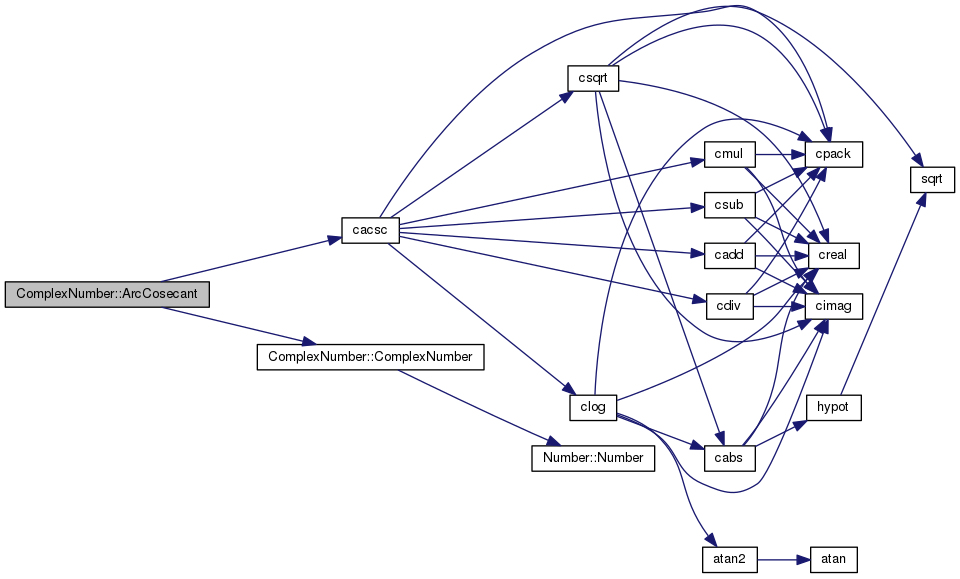 csqrt
cmul
cpack
sqrt
csub
cacsc
cadd
creal
ComplexNumber::ArcCosecant
cdiv
cimag
ComplexNumber::ComplexNumber
clog
hypot
Number::Number
cabs
atan2
atan